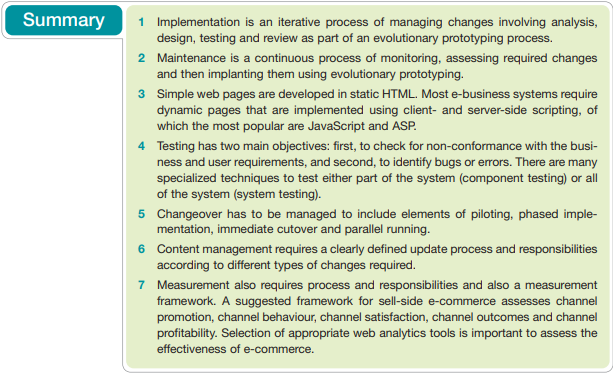 Summary
1 Implementation is an iterative process of managing changes involving analysis,
design, testing and review as part of an evolutionary prototyping process.
2 Maintenance is a continuous process of monitoring, assessing required changes
and then implanting them using evolutionary prototyping.
3 Simple web pages are developed in static HTML. Most e-business systems require
dynamic pages that are implemented using client- and server-side scripting, of
which the most popular are JavaScript and ASP.
4 Testing has two main objectives: first, to check for non-conformance with the busi-
ness and user requirements, and second, to identify bugs or errors. There are many
specialized techniques to test either part of the system (component testing) or all
of the system (system testing).
5 Changeover has to be managed to include elements of piloting, phased imple-
mentation, immediate cutover and parallel running.
6 Content management requires a clearly defined update process and responsibilities
according to different types of changes required.
7 Measurement also requires process and responsibilities and also a measurement
framework. A suggested framework for sell-side e-commerce assesses channel
promotion, channel behaviour, channel satisfaction, channel outcomes and channel
profitability. Selection of appropriate web analytics tools is important to assess the
effectiveness of e-commerce.